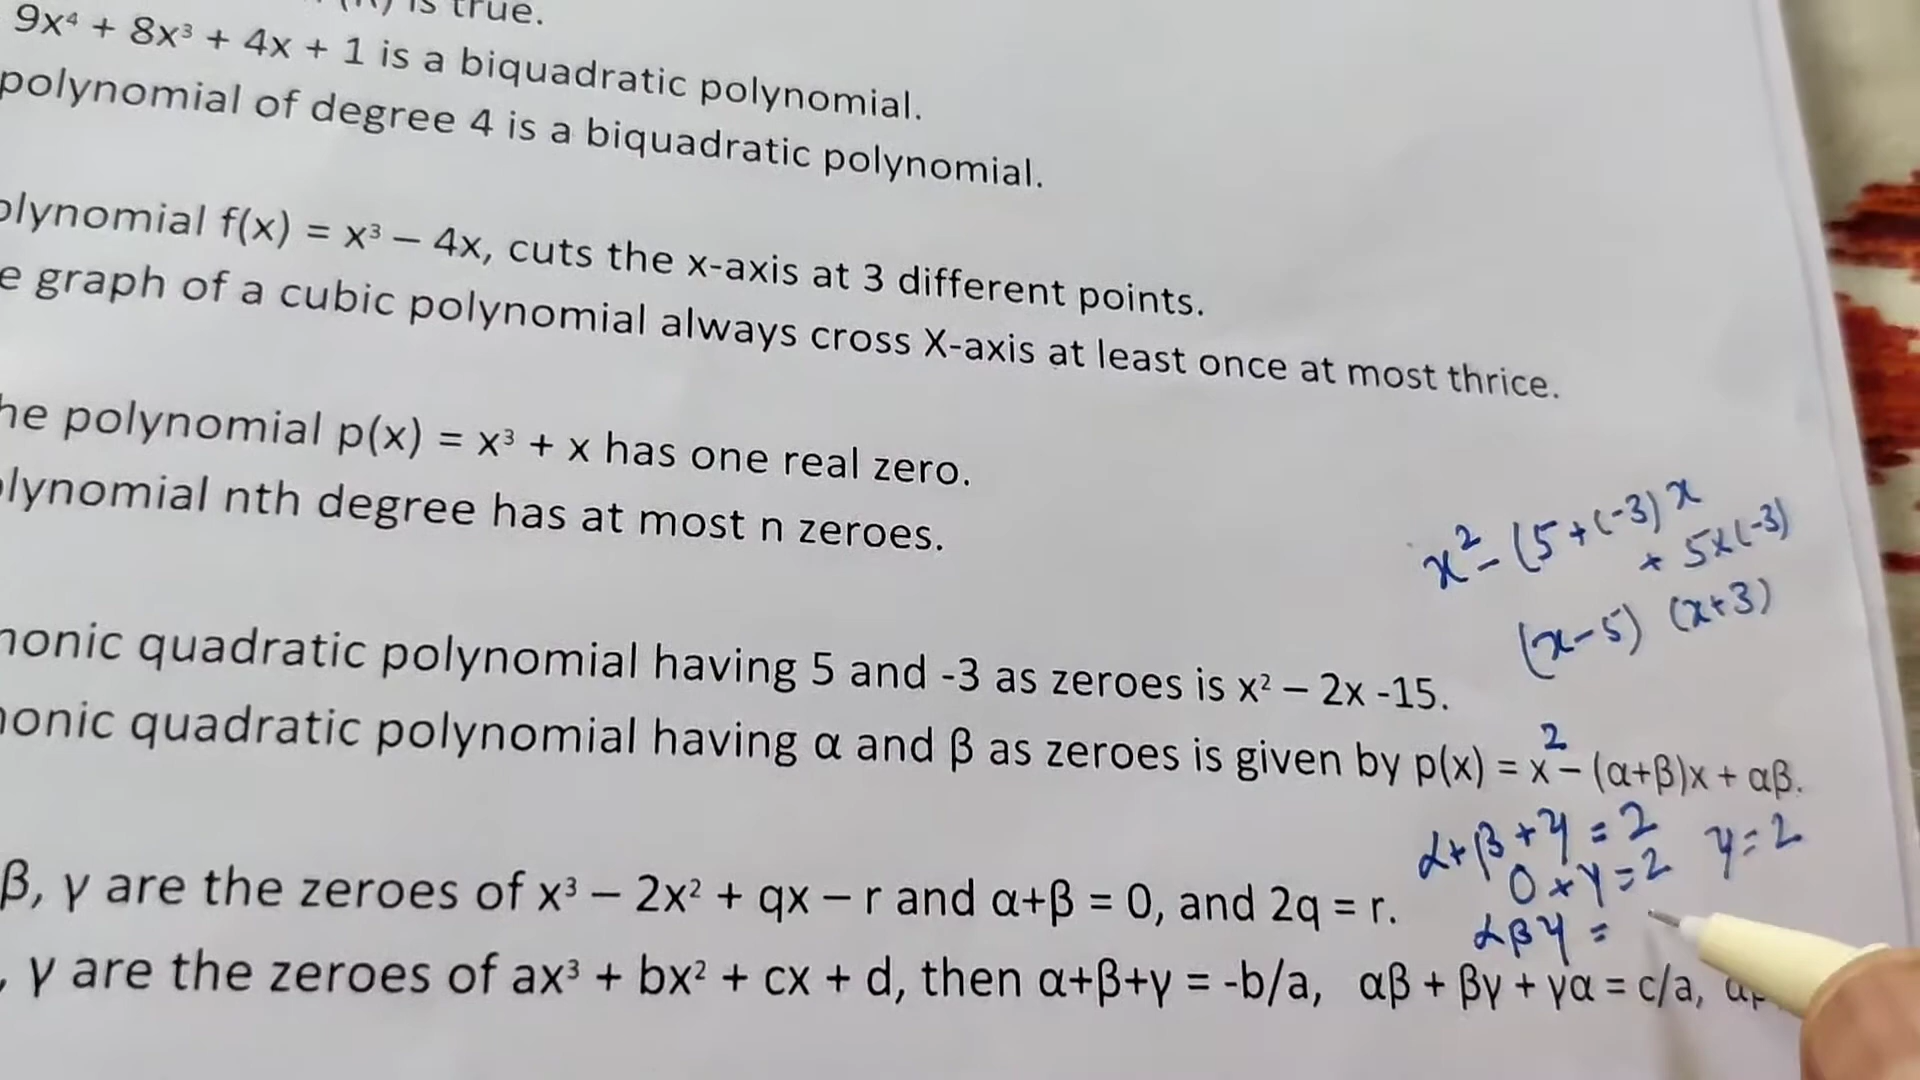 is true.
9x⁴ + 8x³ + 4x + 1 is a biquadratic polynomial.
polynomial of degree 4 is a biquadratic polynomial.
olynomial f(x) = x³ – 4x, cuts the x-axis at 3 different points.
e graph of a cubic polynomial always cross X-axis at least once at most thrice.
he polynomial p(x) = x³ + x has one real zero.
olynomial nth degree has at most n zeroes.
x² - (5 + (-3)) x
+ 5x(-3)
(x-5) (x+3)
monic quadratic polynomial having 5 and -3 as zeroes is x² – 2x -15.
monic quadratic polynomial having α and β as zeroes is given by p(x) = x² – (α+β)x + αβ.
α+β+γ = 2
0+γ=2 γ=2
β, γ are the zeroes of x³ – 2x² + qx – r and α+β = 0, and 2q = r.
αβγ =
, γ are the zeroes of ax³ + bx² + cx + d, then α+β+γ = -b/a, αβ + βγ + γα = c/a,